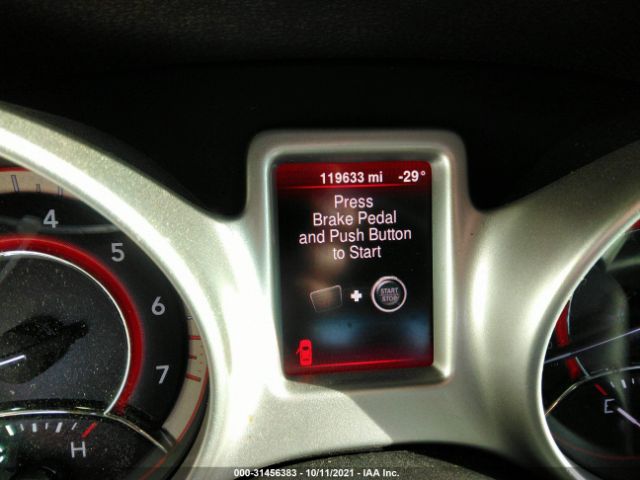 119633 mi -29°
Press
Brake Pedal
and Push Button
to Start
START
STOP
4
5
6
7
H
E
000-31456383 - 10/11/2021 - IAA Inc.